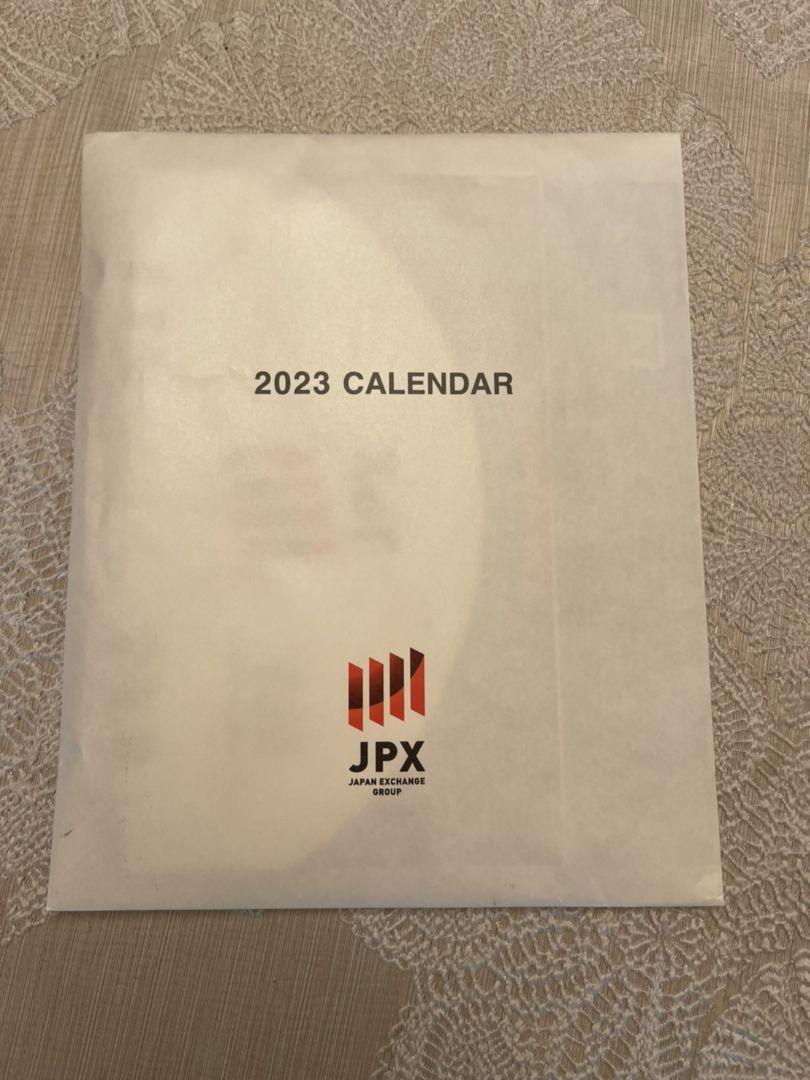 2023 CALENDAR
JPX
JAPAN EXCHANGE
GROUP